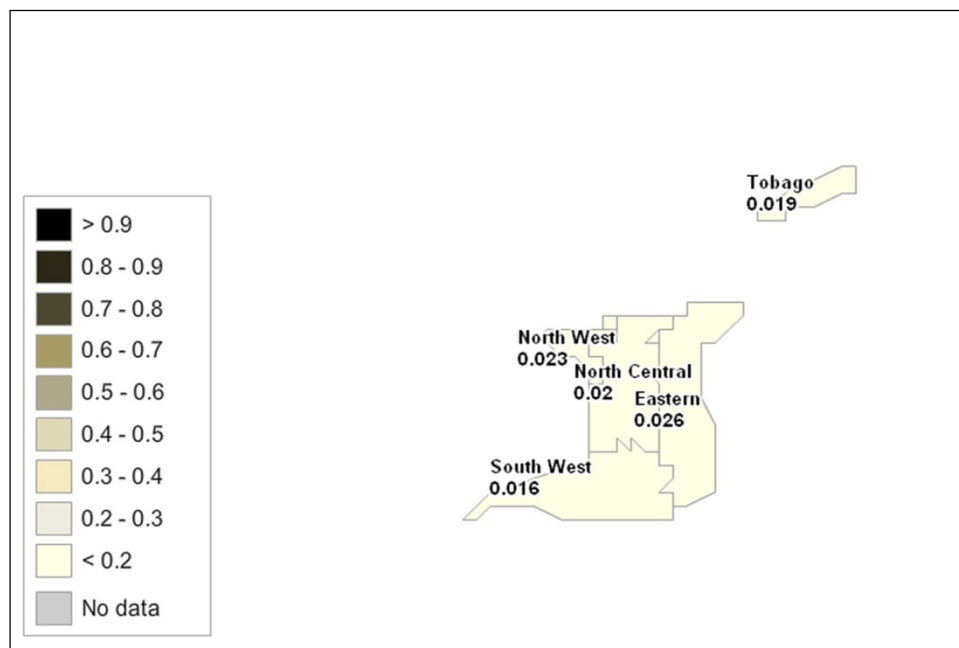 Tobago
0.019
> 0.9
0.8 - 0.9
0.7 - 0.8
0.6 - 0.7
0.5 - 0.6
0.4 - 0.5
0.3 - 0.4
0.2 - 0.3
< 0.2
No data
North West
0.023
North Central
0.02
Eastern
0.026
South West
0.016